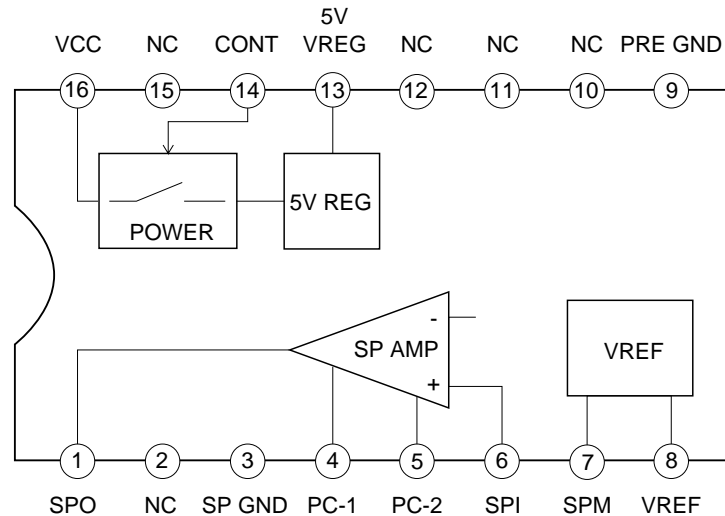 5V
VCC NC CONT VREG NC NC NC PRE GND
16 15 14 13 12 11 10 9
5V REG
POWER
-
SP AMP
VREF
+
1 2 3 4 5 6 7 8
SPO NC SP GND PC-1 PC-2 SPI SPM VREF